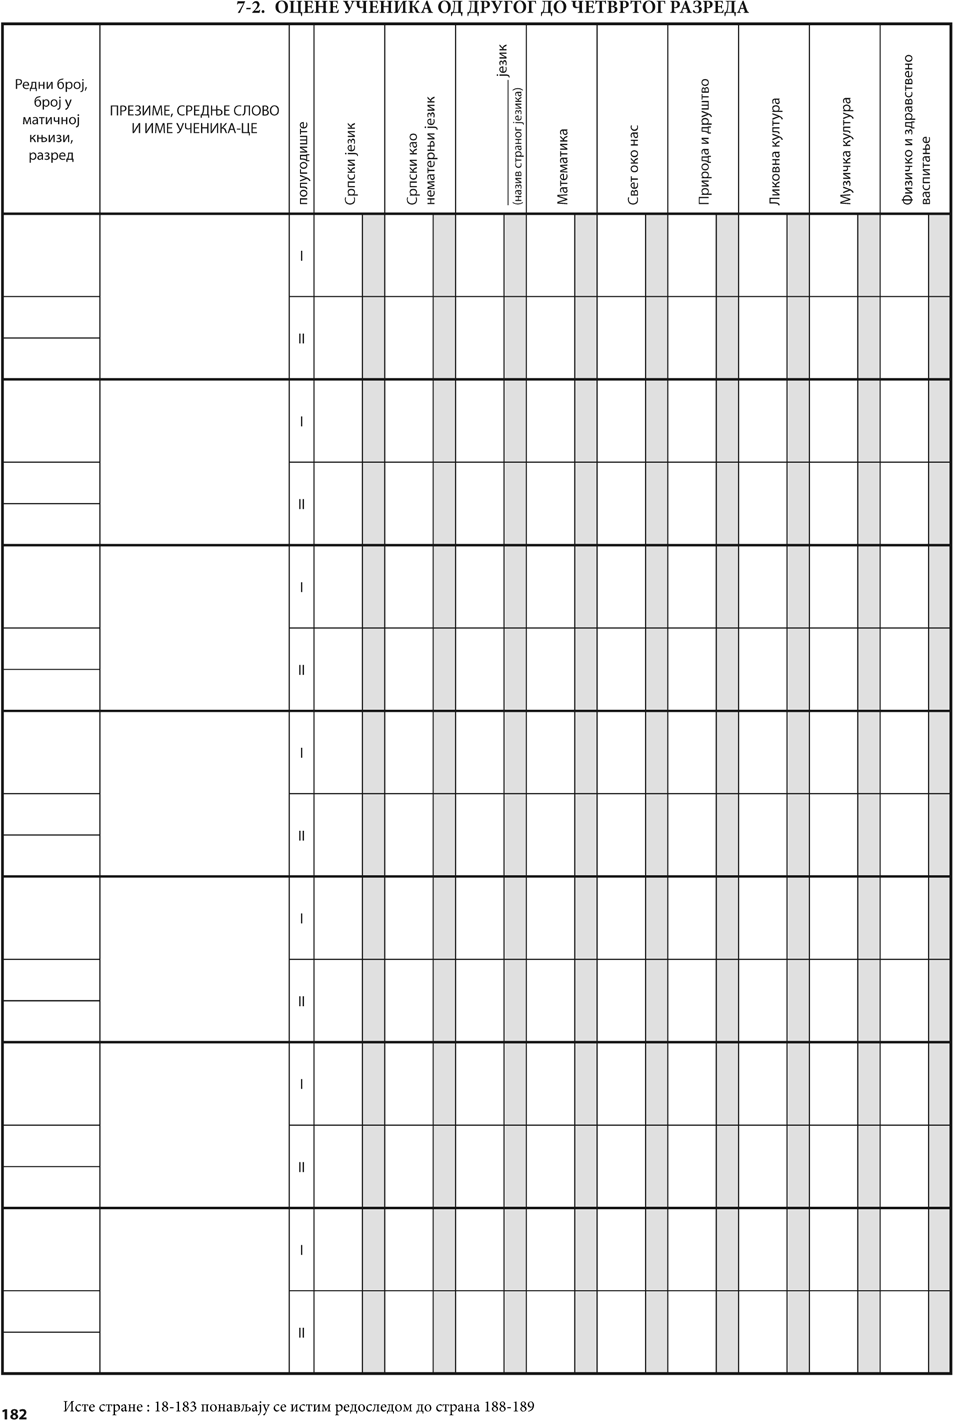 7-2. ОЦЕНЕ УЧЕНИКА ОД ДРУГОГ ДО ЧЕТВРТОГ РАЗРЕДА
Редни број,
број у
матичној
књизи,
разред
ПРЕЗИМЕ, СРЕДЊЕ СЛОВО
И ИМЕ УЧЕНИКА-ЦЕ
полугодиште
Српски језик
Српски као
нематерњи језик
језик
(назив страног језика)
Математика
Свет око нас
Природа и друштво
Ликовна култура
Музичка култура
Физичко и здравствено
васпитање
I
II
I
II
I
II
I
II
I
II
I
II
I
II
182 Исте стране : 18-183 понављају се истим редоследом до страна 188-189